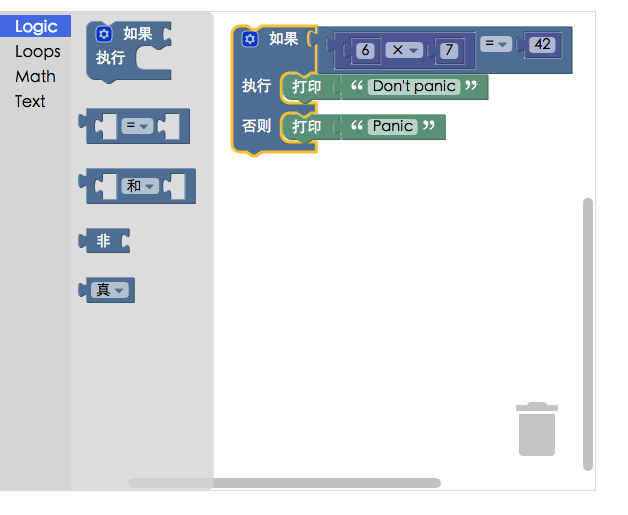 Logic
Loops
Math
Text
如果
执行
=
和
非
真
如果 6 × 7 = 42
执行 打印 “ Don't panic ”
否则 打印 “ Panic ”